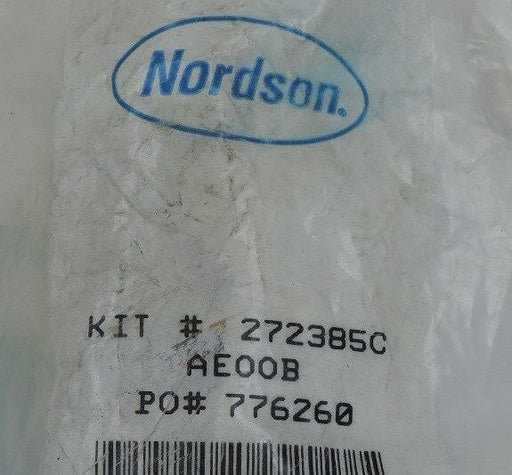 Nordson.
KIT # 272385C
AE00B
PO# 776260